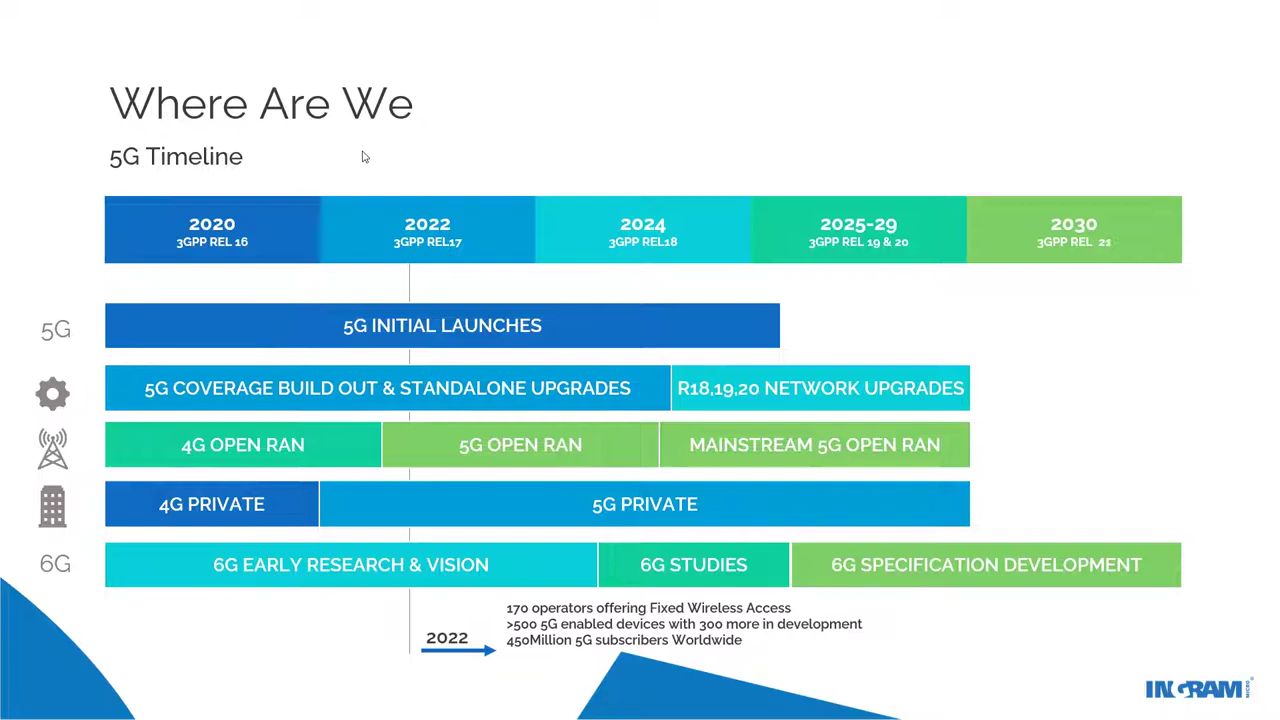 Where Are We
5G Timeline
2020
3GPP REL 16
2022
3GPP REL17
2024
3GPP REL18
2025-29
3GPP REL 19 & 20
2030
3GPP REL 21
5G
5G INITIAL LAUNCHES
5G COVERAGE BUILD OUT & STANDALONE UPGRADES
R18,19,20 NETWORK UPGRADES
4G OPEN RAN
5G OPEN RAN
MAINSTREAM 5G OPEN RAN
4G PRIVATE
5G PRIVATE
6G
6G EARLY RESEARCH & VISION
6G STUDIES
6G SPECIFICATION DEVELOPMENT
2022
170 operators offering Fixed Wireless Access
>500 5G enabled devices with 300 more in development
450Million 5G subscribers Worldwide
INGRAM MICRO